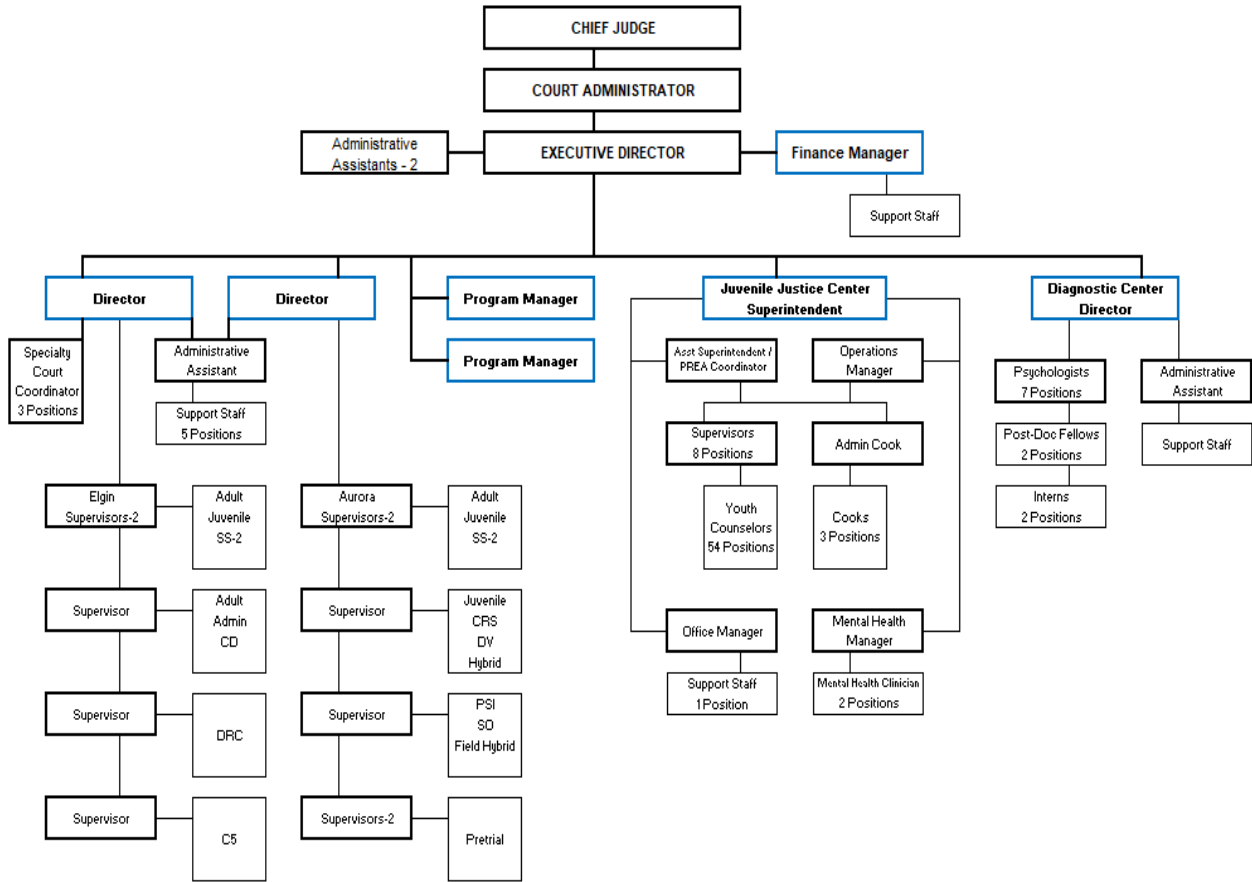 CHIEF JUDGE
COURT ADMINISTRATOR
Administrative
Assistants - 2
EXECUTIVE DIRECTOR
Finance Manager
Support Staff
Director
Director
Program Manager
Program Manager
Juvenile Justice Center
Superintendent
Diagnostic Center
Director
Specialty
Court
Coordinator
3 Positions
Administrative
Assistant
Support Staff
5 Positions
Asst Superintendent /
PREA Coordinator
Operations
Manager
Supervisors
8 Positions
Admin Cook
Youth
Counselors
54 Positions
Cooks
3 Positions
Psychologists
7 Positions
Administrative
Assistant
Post-Doc Fellows
2 Positions
Support Staff
Interns
2 Positions
Elgin
Supervisors-2
Adult
Juvenile
SS-2
Aurora
Supervisors-2
Adult
Juvenile
SS-2
Supervisor
Adult
Admin
CD
Supervisor
Juvenile
CRS
DV
Hybrid
Office Manager
Mental Health
Manager
Support Staff
1 Position
Mental Health Clinician
2 Positions
Supervisor
DRC
Supervisor
PSI
SO
Field Hybrid
Supervisor
C5
Supervisors-2
Pretrial